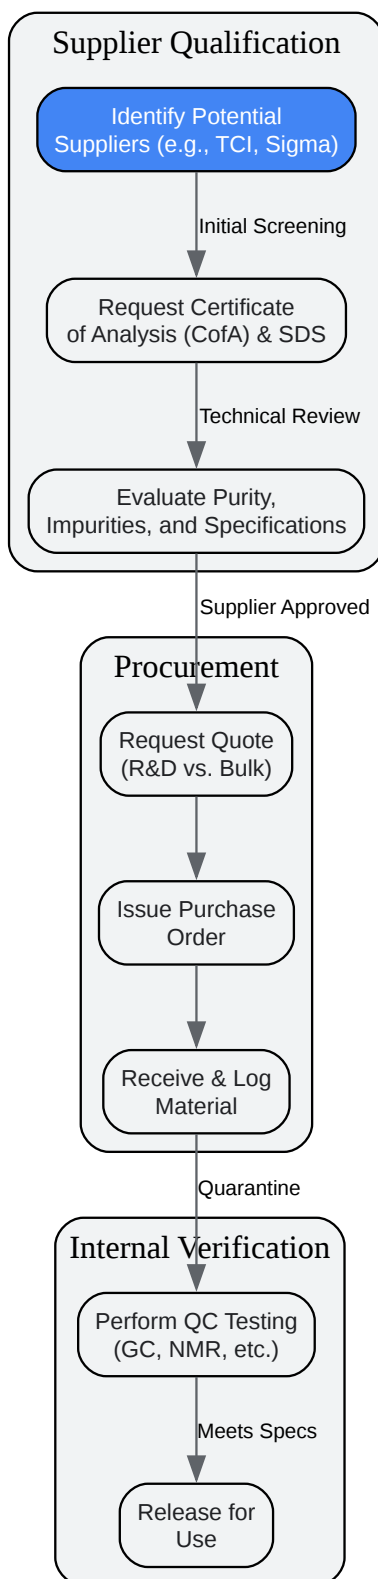 Supplier Qualification
Identify Potential
Suppliers (e.g., TCI, Sigma)
Initial Screening
Request Certificate
of Analysis (CofA) & SDS
Technical Review
Evaluate Purity,
Impurities, and Specifications
Supplier Approved
Procurement
Request Quote
(R&D vs. Bulk)
Issue Purchase
Order
Receive & Log
Material
Quarantine
Internal Verification
Perform QC Testing
(GC, NMR, etc.)
Meets Specs
Release for
Use